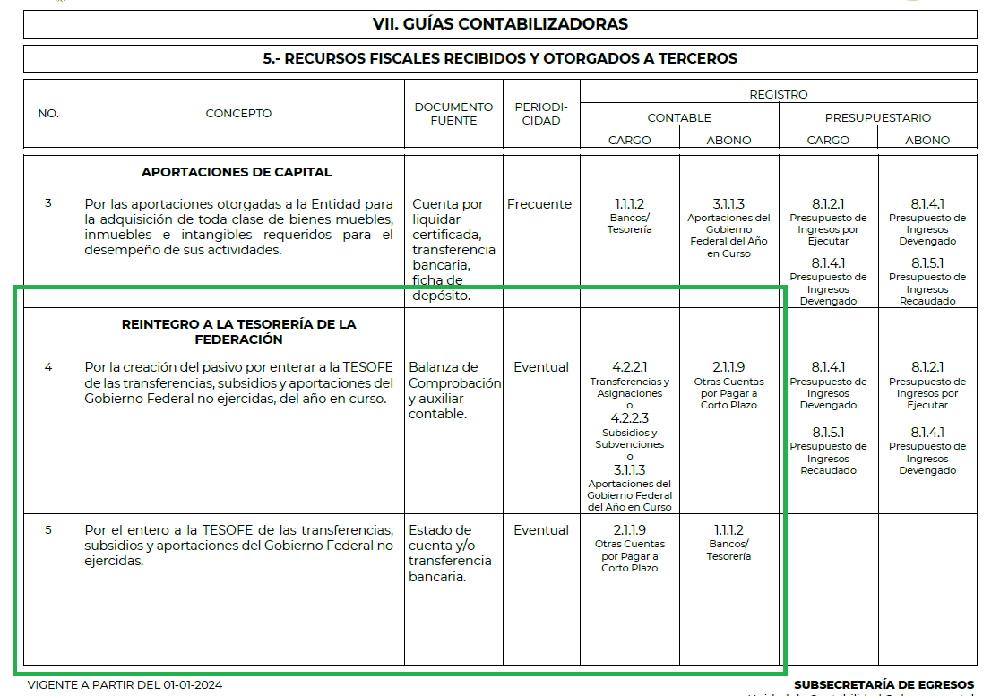 VII. GUÍAS CONTABILIZADORAS
5.- RECURSOS FISCALES RECIBIDOS Y OTORGADOS A TERCEROS
NO.
CONCEPTO
DOCUMENTO
FUENTE
PERIODI-
CIDAD
REGISTRO
CONTABLE
PRESUPUESTARIO
CARGO
ABONO
CARGO
ABONO
APORTACIONES DE CAPITAL
3
Por las aportaciones otorgadas a la Entidad para
la adquisición de toda clase de bienes muebles,
inmuebles e intangibles requeridos para el
desempeño de sus actividades.
Cuenta por
liquidar
certificada,
transferencia
bancaria,
ficha de
depósito.
Frecuente
1.1.1.2
Bancos/
Tesorería
3.1.1.3
Aportaciones del
Gobierno
Federal del Año
en Curso
8.1.2.1
Presupuesto de
Ingresos por
Ejecutar
8.1.4.1
Presupuesto de
Ingresos
Devengado
8.1.4.1
Presupuesto de
Ingresos
Devengado
8.1.5.1
Presupuesto de
Ingresos
Recaudado
REINTEGRO A LA TESORERÍA DE LA
FEDERACIÓN
4
Por la creación del pasivo por enterar a la TESOFE
de las transferencias, subsidios y aportaciones del
Gobierno Federal no ejercidas, del año en curso.
Balanza de
Comprobación
y auxiliar
contable.
Eventual
4.2.2.1
Transferencias y
Asignaciones
o
4.2.2.3
Subsidios y
Subvenciones
o
3.1.1.3
Aportaciones del
Gobierno Federal
del Año en Curso
2.1.1.9
Otras Cuentas
por Pagar a
Corto Plazo
8.1.4.1
Presupuesto de
Ingresos
Devengado
8.1.5.1
Presupuesto de
Ingresos
Recaudado
8.1.2.1
Presupuesto de
Ingresos por
Ejecutar
8.1.4.1
Presupuesto de
Ingresos
Devengado
5
Por el entero a la TESOFE de las transferencias,
subsidios y aportaciones del Gobierno Federal no
ejercidas.
Estado de
cuenta y/o
transferencia
bancaria.
Eventual
2.1.1.9
Otras Cuentas
por Pagar a
Corto Plazo
1.1.1.2
Bancos/
Tesorería
VIGENTE A PARTIR DEL 01-01-2024
SUBSECRETARÍA DE EGRESOS